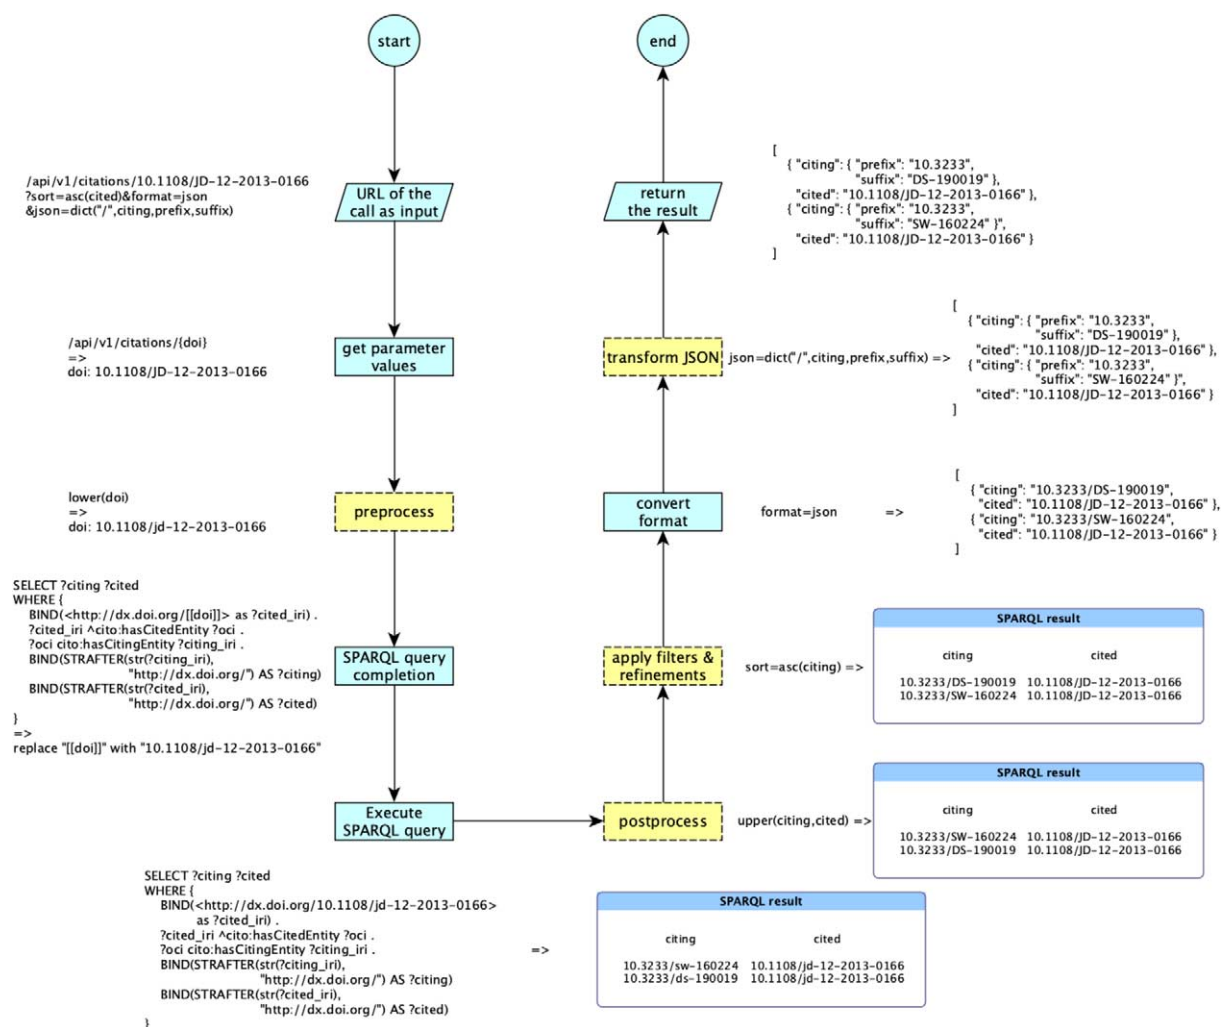 start
end
/api/v1/citations/10.1108/JD-12-2013-0166
?sort=asc(cited)&format=json
&json=dict("/",citing,prefix,suffix)
URL of the
call as input
return
the result
[
{ "citing": { "prefix": "10.3233",
"suffix": "DS-190019" },
"cited": "10.1108/JD-12-2013-0166" },
{ "citing": { "prefix": "10.3233",
"suffix": "SW-160224" }",
"cited": "10.1108/JD-12-2013-0166" }
]
/api/v1/citations/{doi}
=>
doi: 10.1108/JD-12-2013-0166
get parameter
values
transform JSON
json=dict("/",citing,prefix,suffix) =>
[
{ "citing": { "prefix": "10.3233",
"suffix": "DS-190019" },
"cited": "10.1108/JD-12-2013-0166" },
{ "citing": { "prefix": "10.3233",
"suffix": "SW-160224" }",
"cited": "10.1108/JD-12-2013-0166" }
]
lower(doi)
=>
doi: 10.1108/jd-12-2013-0166
preprocess
convert
format
format=json =>
[
{ "citing": "10.3233/DS-190019",
"cited": "10.1108/JD-12-2013-0166" },
{ "citing": "10.3233/SW-160224",
"cited": "10.1108/JD-12-2013-0166" }
]
SELECT ?citing ?cited
WHERE {
BIND(<http://dx.doi.org/[[doi]]> as ?cited_iri) .
?cited_iri ^cito:hasCitedEntity ?oci .
?oci cito:hasCitingEntity ?citing_iri .
BIND(STRAFTER(str(?citing_iri),
"http://dx.doi.org/") AS ?citing)
BIND(STRAFTER(str(?cited_iri),
"http://dx.doi.org/") AS ?cited)
}
=>
replace "[[doi]]" with "10.1108/jd-12-2013-0166"
SPARQL query
completion
apply filters &
refinements
sort=asc(citing) =>
SPARQL result
citing cited
10.3233/DS-190019 10.1108/JD-12-2013-0166
10.3233/SW-160224 10.1108/JD-12-2013-0166
Execute
SPARQL query
postprocess
upper(citing,cited) =>
SPARQL result
citing cited
10.3233/SW-160224 10.1108/JD-12-2013-0166
10.3233/DS-190019 10.1108/JD-12-2013-0166
SELECT ?citing ?cited
WHERE {
BIND(<http://dx.doi.org/10.1108/jd-12-2013-0166>
as ?cited_iri) .
?cited_iri ^cito:hasCitedEntity ?oci .
?oci cito:hasCitingEntity ?citing_iri .
BIND(STRAFTER(str(?citing_iri),
"http://dx.doi.org/") AS ?citing)
BIND(STRAFTER(str(?cited_iri),
"http://dx.doi.org/") AS ?cited)
}
=>
SPARQL result
citing cited
10.3233/sw-160224 10.1108/jd-12-2013-0166
10.3233/ds-190019 10.1108/jd-12-2013-0166